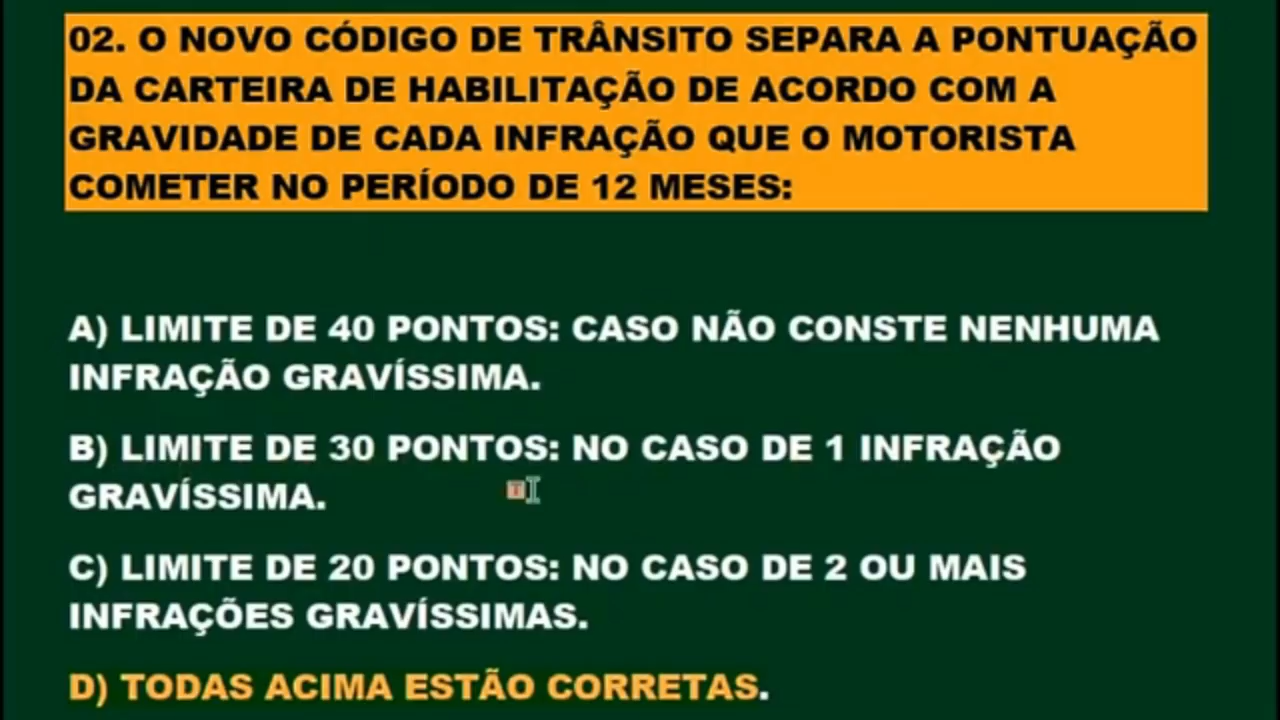 02. O NOVO CÓDIGO DE TRÂNSITO SEPARA A PONTUAÇÃO
DA CARTEIRA DE HABILITAÇÃO DE ACORDO COM A
GRAVIDADE DE CADA INFRAÇÃO QUE O MOTORISTA
COMETER NO PERÍODO DE 12 MESES:
A) LIMITE DE 40 PONTOS: CASO NÃO CONSTE NENHUMA
INFRAÇÃO GRAVÍSSIMA.
B) LIMITE DE 30 PONTOS: NO CASO DE 1 INFRAÇÃO
GRAVÍSSIMA.
C) LIMITE DE 20 PONTOS: NO CASO DE 2 OU MAIS
INFRAÇÕES GRAVÍSSIMAS.
D) TODAS ACIMA ESTÃO CORRETAS.